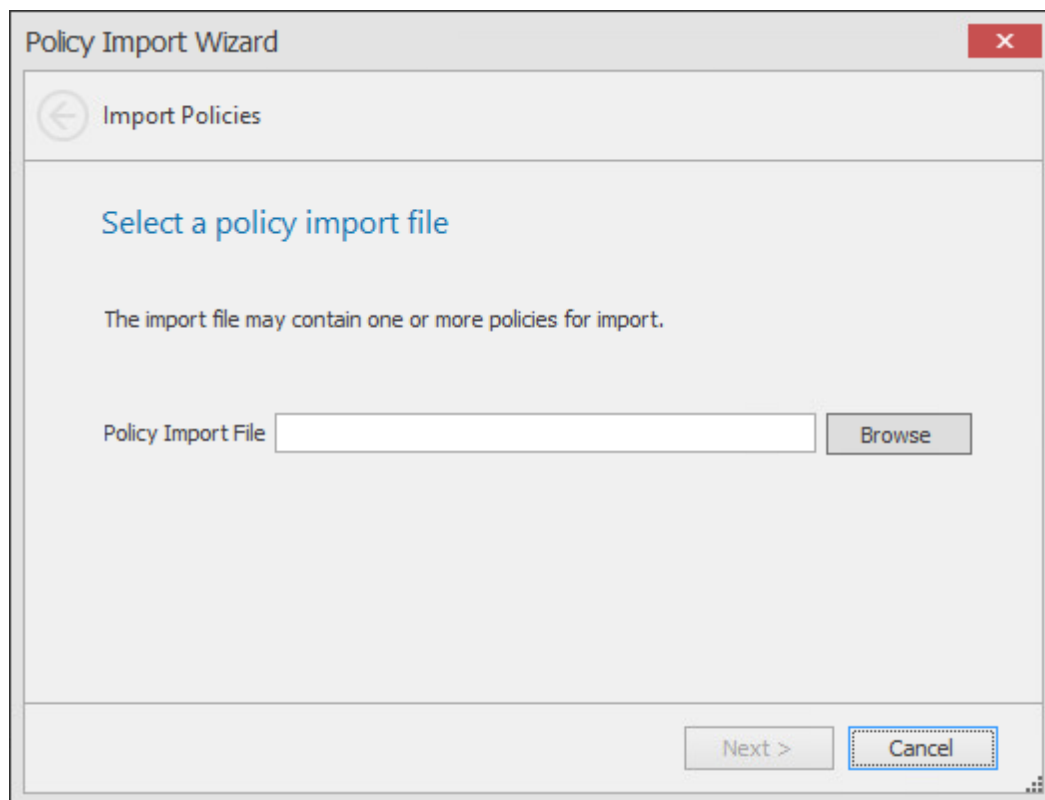 Policy Import Wizard
Import Policies
Select a policy import file
The import file may contain one or more policies for import.
Policy Import File
Browse
Next >
Cancel